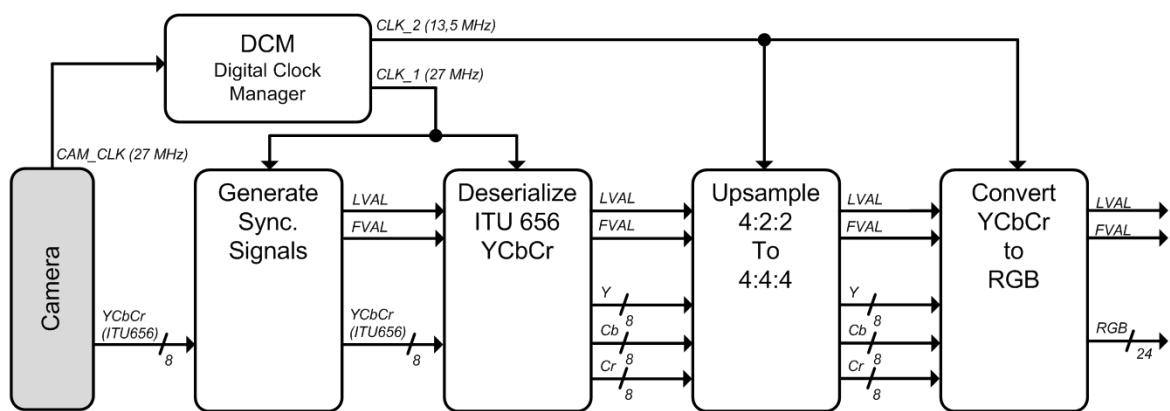 DCM
Digital Clock
Manager
CLK_2 (13,5 MHz)
CLK_1 (27 MHz)
CAM_CLK (27 MHz)
Camera
YCbCr
(ITU656)
8
Generate
Sync.
Signals
LVAL
FVAL
YCbCr
(ITU656)
8
Deserialize
ITU 656
YCbCr
LVAL
FVAL
Y
8
Cb
8
Cr
8
Upsample
4:2:2
To
4:4:4
LVAL
FVAL
Y
8
Cb
8
Cr
8
Convert
YCbCr
to
RGB
LVAL
FVAL
RGB
24